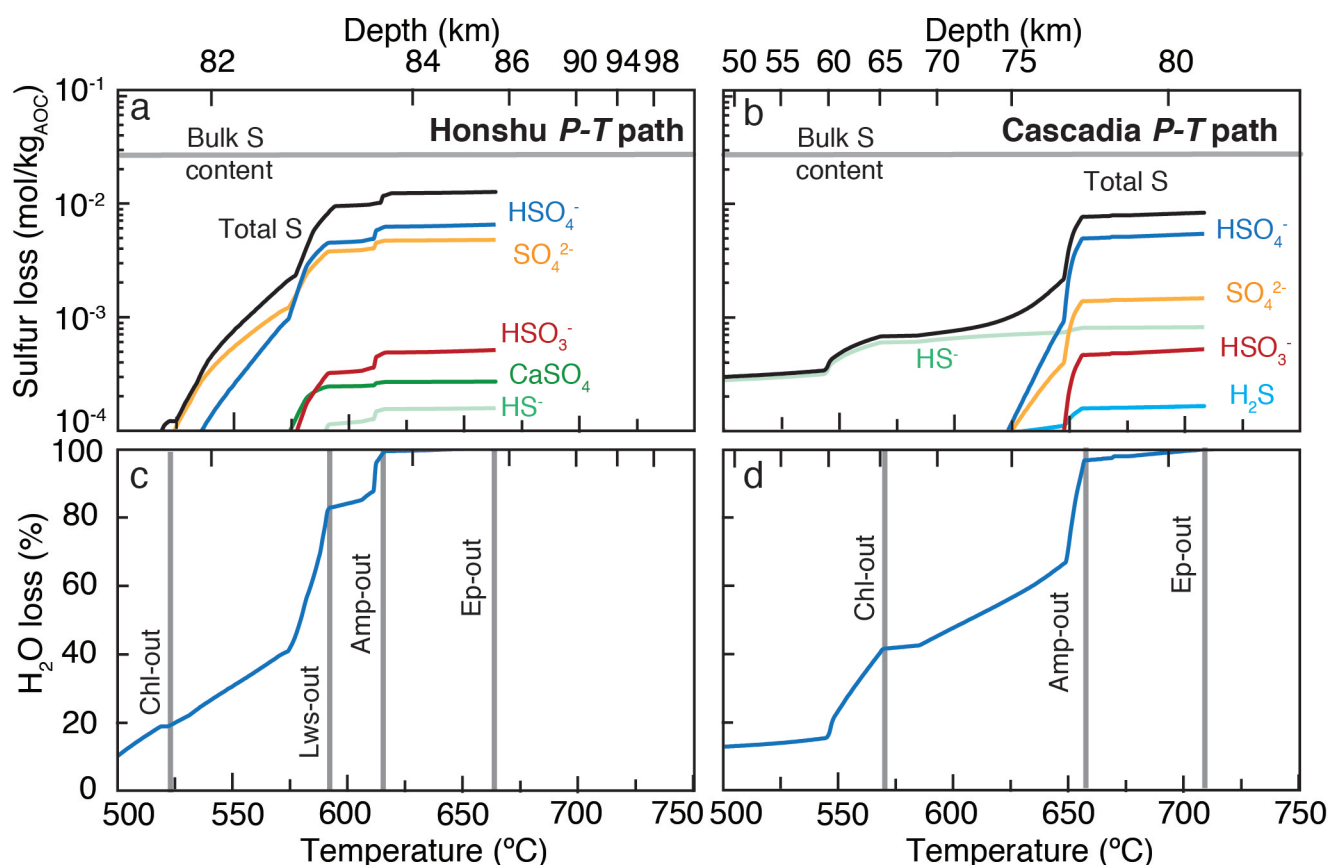 Depth (km)
82 84 86 90 94 98
Depth (km)
50 55 60 65 70 75 80
Sulfur loss (mol/kg_AOC)
10⁻¹
10⁻²
10⁻³
10⁻⁴
a
Bulk S
content
Honshu P-T path
Total S
HSO₄⁻
SO₄²⁻
HSO₃⁻
CaSO₄
HS⁻
b
Bulk S
content
Cascadia P-T path
Total S
HSO₄⁻
SO₄²⁻
HS⁻
HSO₃⁻
H₂S
H₂O loss (%)
100
80
60
40
20
0
c
Chl-out
Lws-out
Amp-out
Ep-out
d
Chl-out
Amp-out
Ep-out
500 550 600 650 700 750
Temperature (ºC)
500 550 600 650 700 750
Temperature (ºC)